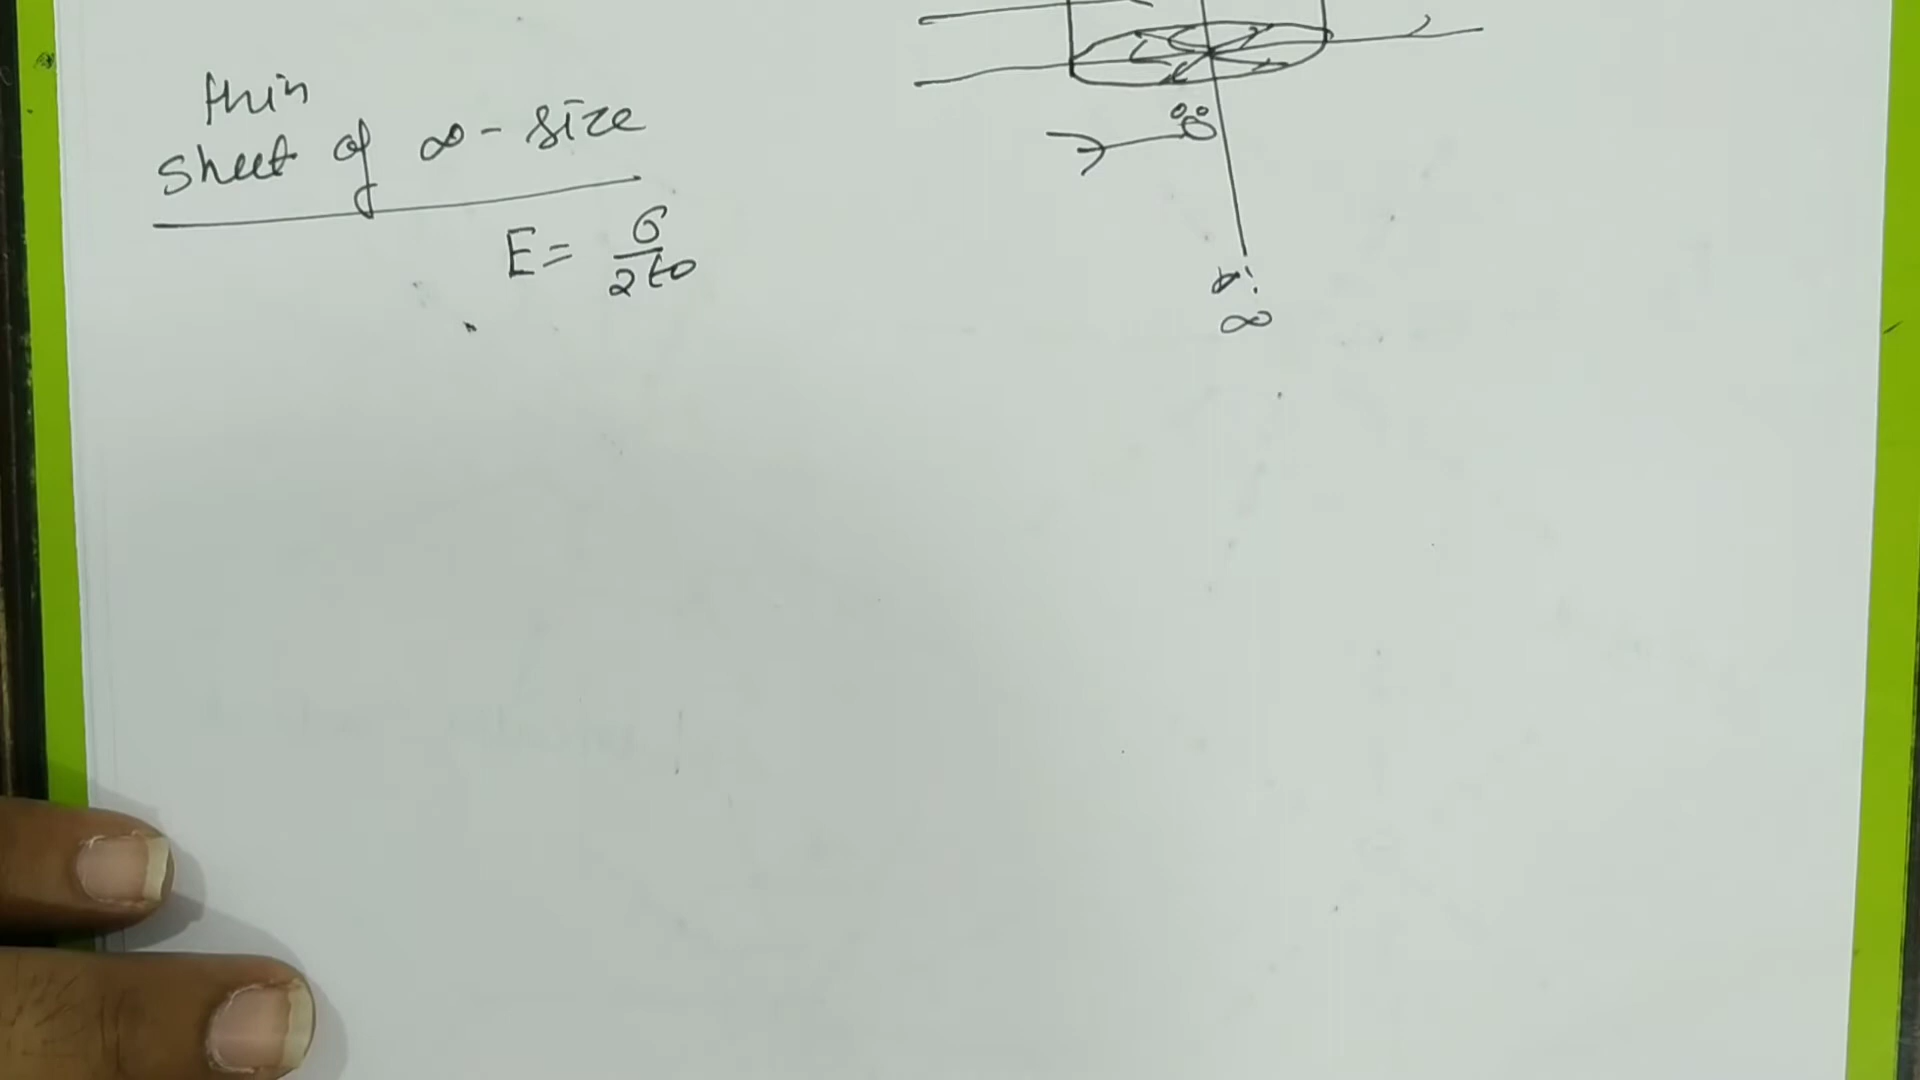 thin
sheet of ∞ - size
E = σ / 2ε0
∞